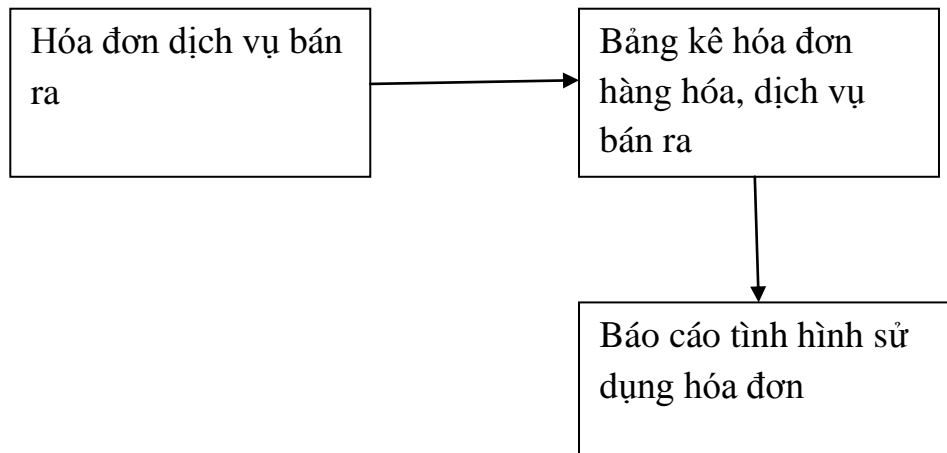 Hóa đơn dịch vụ bán
ra
Bảng kê hóa đơn
hàng hóa, dịch vụ
bán ra
Báo cáo tình hình sử
dụng hóa đơn